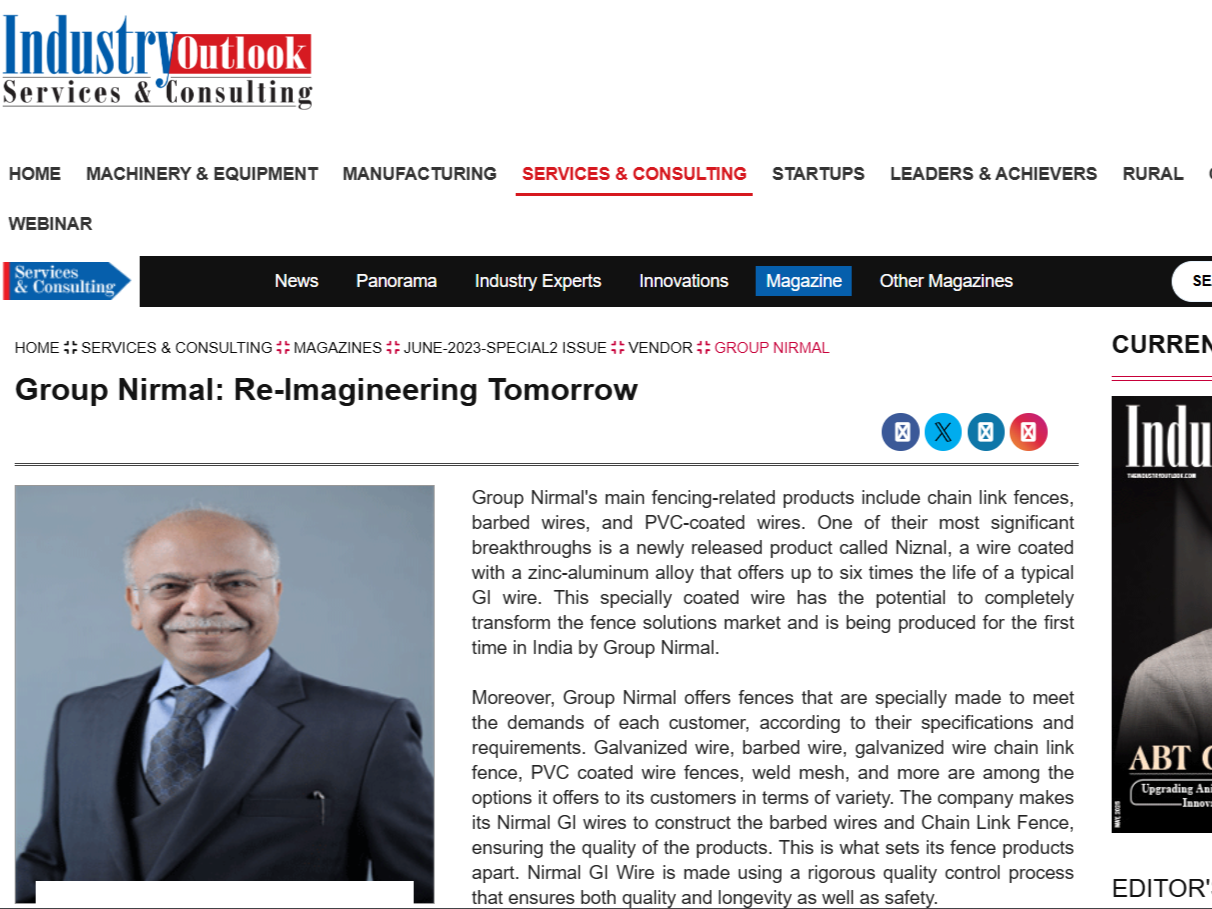 Industry Outlook
Services & Consulting
HOME MACHINERY & EQUIPMENT MANUFACTURING SERVICES & CONSULTING STARTUPS LEADERS & ACHIEVERS RURAL
WEBINAR
Services
& Consulting
News Panorama Industry Experts Innovations Magazine Other Magazines SE
HOME SERVICES & CONSULTING MAGAZINES JUNE-2023-SPECIAL2 ISSUE VENDOR GROUP NIRMAL
CURREN
Group Nirmal: Re-Imagineering Tomorrow
Indu
THEINDUSTRYOUTLOOK.COM
Group Nirmal's main fencing-related products include chain link fences,
barbed wires, and PVC-coated wires. One of their most significant
breakthroughs is a newly released product called Niznal, a wire coated
with a zinc-aluminum alloy that offers up to six times the life of a typical
GI wire. This specially coated wire has the potential to completely
transform the fence solutions market and is being produced for the first
time in India by Group Nirmal.
Moreover, Group Nirmal offers fences that are specially made to meet
the demands of each customer, according to their specifications and
requirements. Galvanized wire, barbed wire, galvanized wire chain link
fence, PVC coated wire fences, weld mesh, and more are among the
options it offers to its customers in terms of variety. The company makes
its Nirmal GI wires to construct the barbed wires and Chain Link Fence,
ensuring the quality of the products. This is what sets its fence products
apart. Nirmal GI Wire is made using a rigorous quality control process
that ensures both quality and longevity as well as safety.
ABT
Upgrading Ani
Innov
EDITOR'